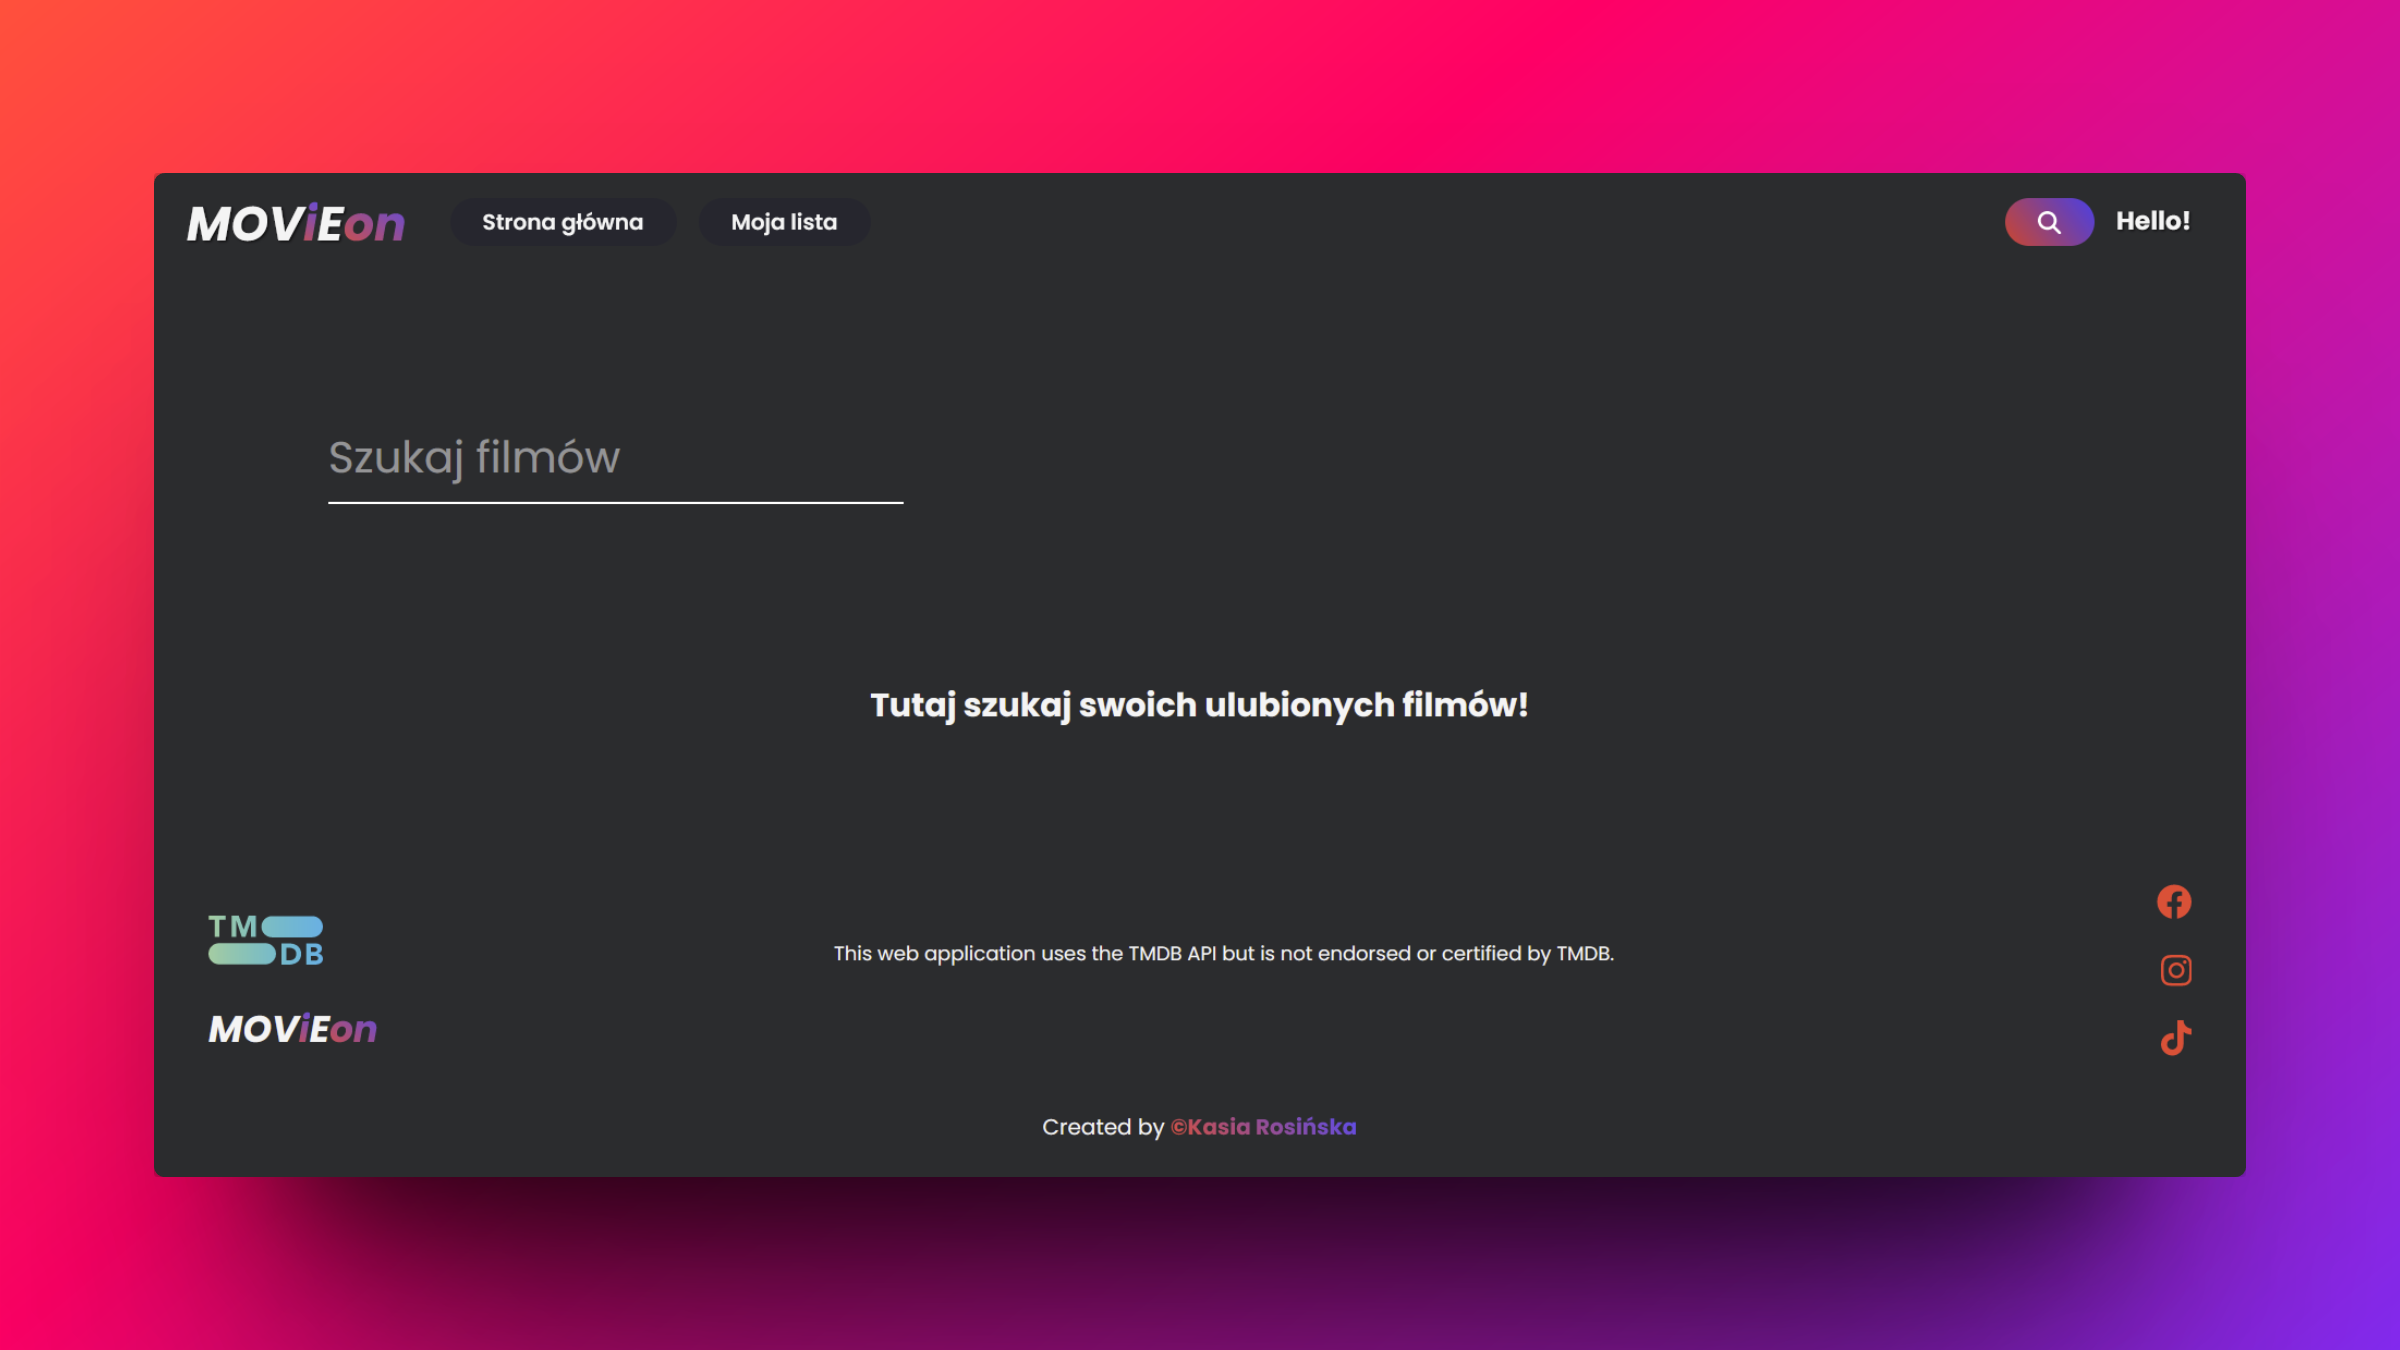 MOViEon Strona główna Moja lista Hello!
Szukaj filmów
Tutaj szukaj swoich ulubionych filmów!
TM
DB
This web application uses the TMDB API but is not endorsed or certified by TMDB.
MOViEon
Created by ©Kasia Rosińska